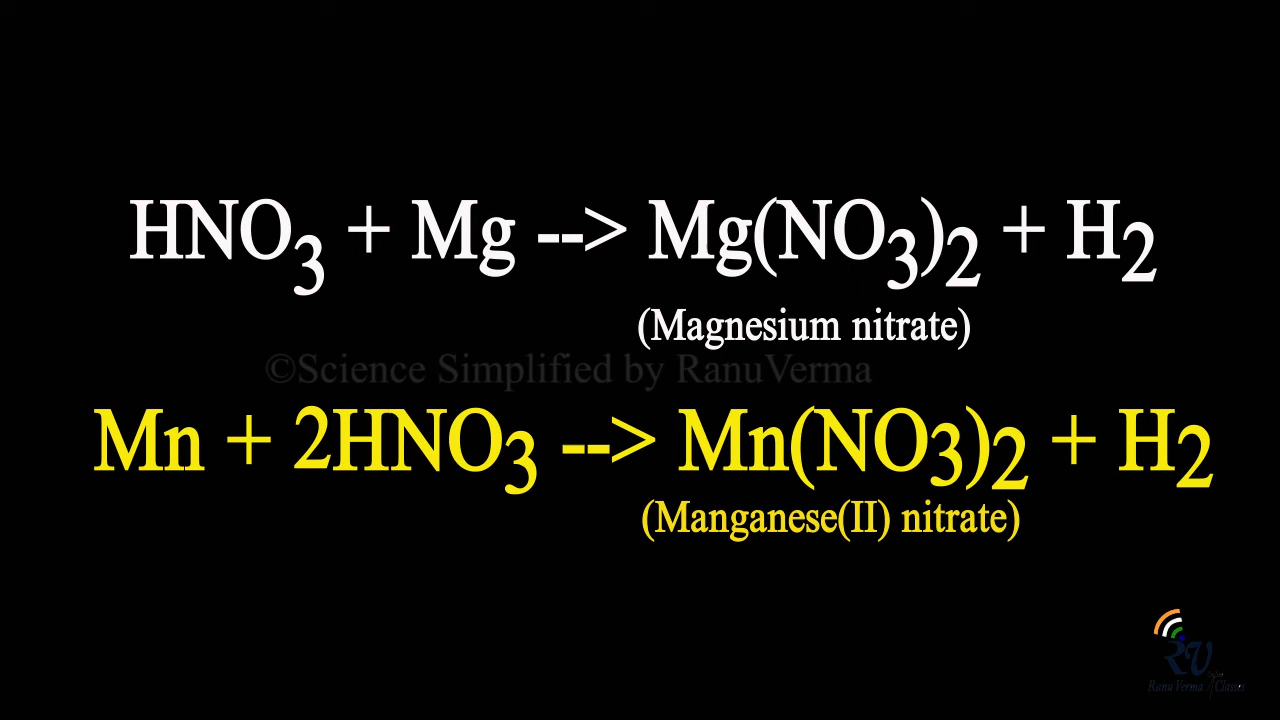 HNO3 + Mg --> Mg(NO3)2 + H2
(Magnesium nitrate)
©Science Simplified by RanuVerma
Mn + 2HNO3 --> Mn(NO3)2 + H2
(Manganese(II) nitrate)
RV
Ranu Verma Classes